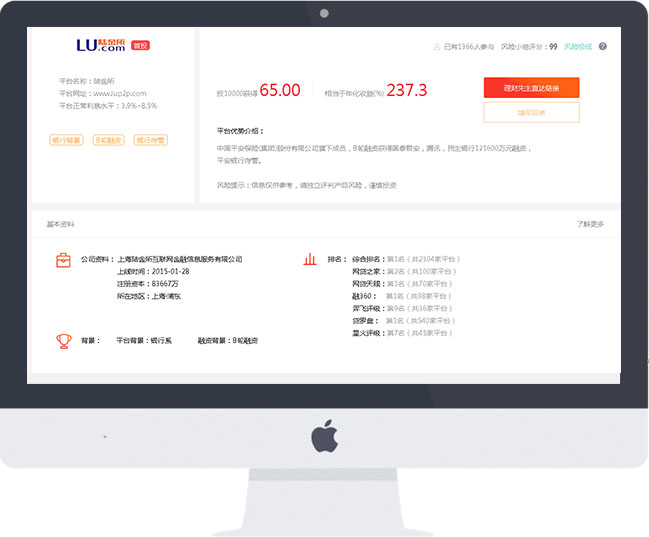 LU陆金所.com 首投
已有1366人参与 风险小组评分：99 风险极低 ?
平台名称：陆金所
平台网址：www.lup2p.com
平台正常利息水平：3.9%-8.5%
投10000获得 65.00 相当于年化收益(%) 237.3
理财先生直达链接
填写回单
银行背景 B轮融资 银行存管
平台优势介绍：
中国平安保险(集团)股份有限公司旗下成员，B轮融资获得国泰君安，腾讯，民生银行121600万元融资，
平安银行存管。
风险提示：信息仅供参考，请独立评判产品风险，谨慎投资
基本资料 了解更多
公司资料：上海陆金所互联网金融信息服务有限公司
上线时间：2015-01-28
注册资本：83667万
所在地区：上海·浦东
排名：综合排名：第1名（共2304家平台）
网贷之家：第2名（共100家平台）
网贷天眼：第1名（共70家平台）
融360：第1名（共98家平台）
羿飞评级：第9名（共36家平台）
贷罗盘：第1名（共540家平台）
星火评级：第7名（共45家平台）
背景：平台背景：银行系 融资背景：B轮融资